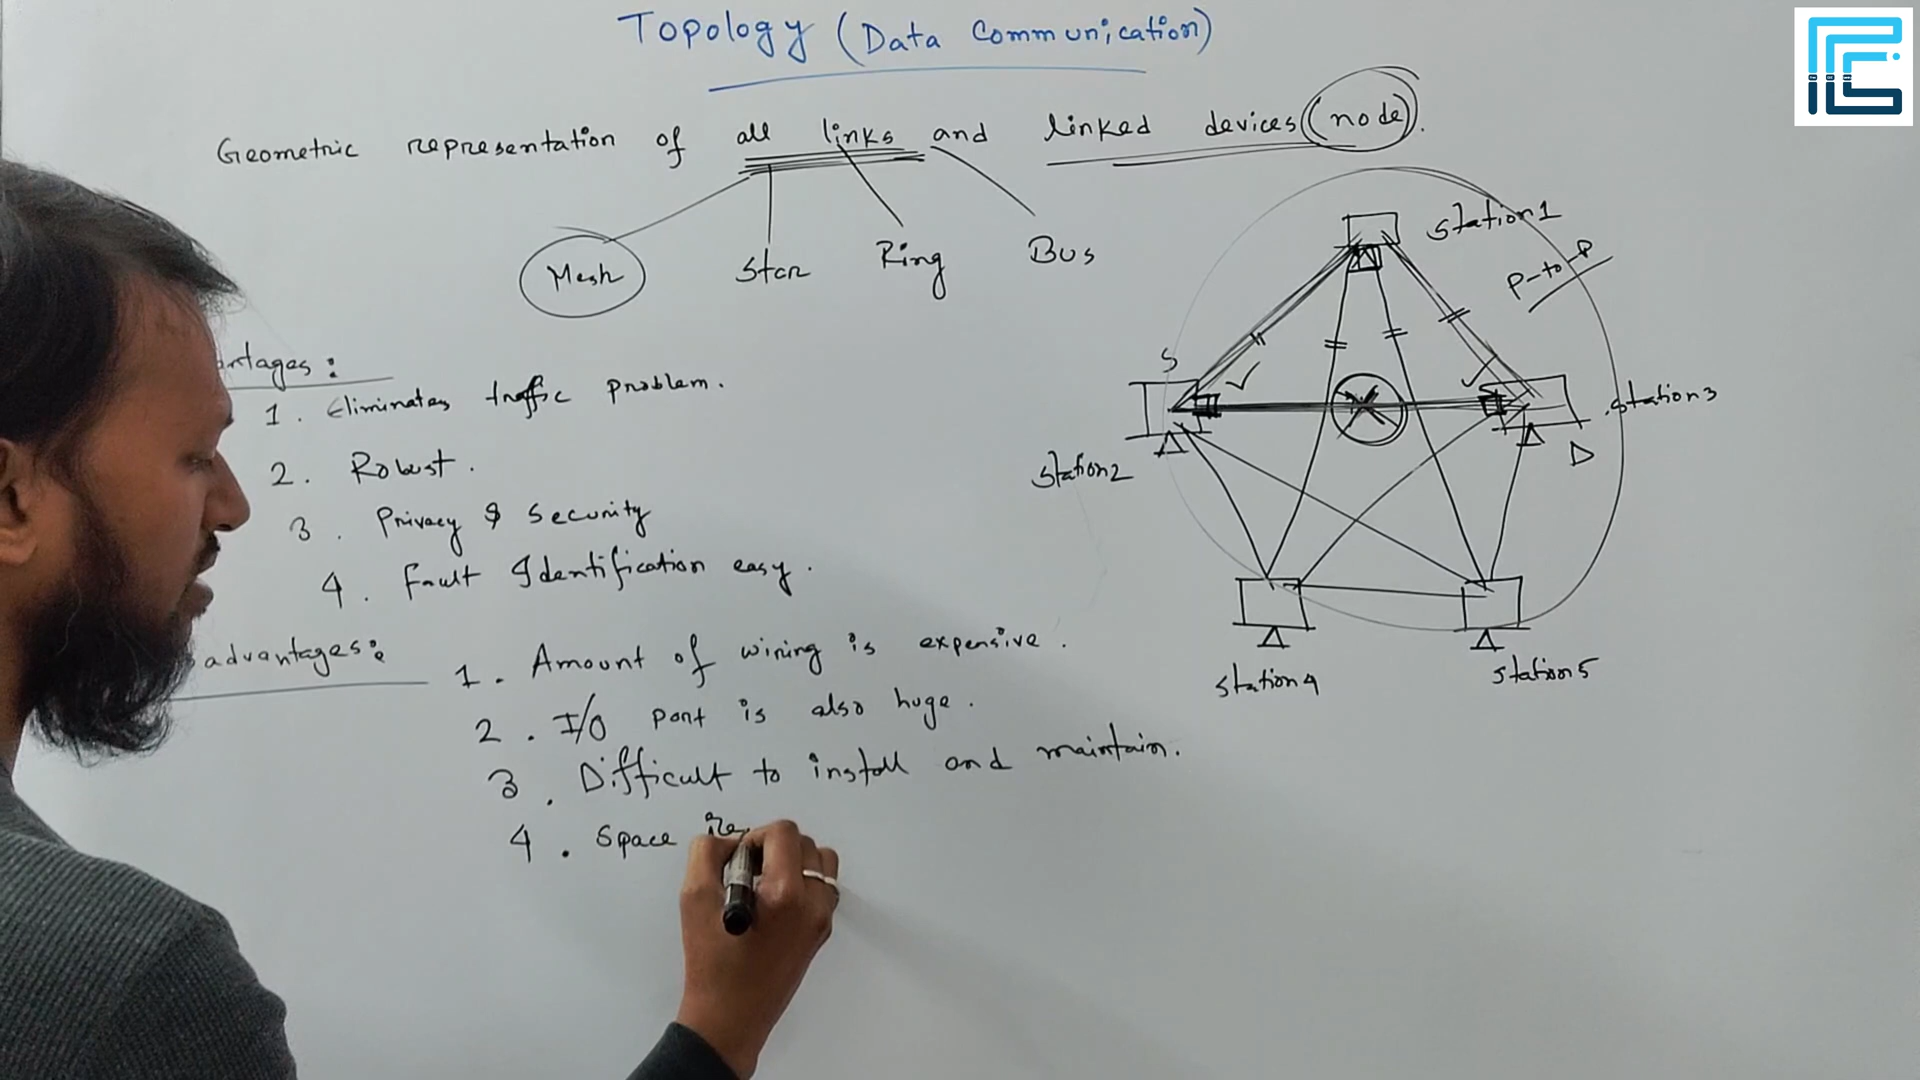 Topology (Data Communication)
Geometric representation of all links and linked devices (node).
Mesh Star Ring Bus
antages:
1. Eliminates traffic problem.
2. Robust.
3. Privacy & Security
4. Fault Identification easy.
advantages:
1. Amount of wiring is expensive.
2. I/O port is also huge.
3. Difficult to install and maintain.
4. Space Re
Station1
P-to-P
S
Station2
Station3
D
Station4
Station5